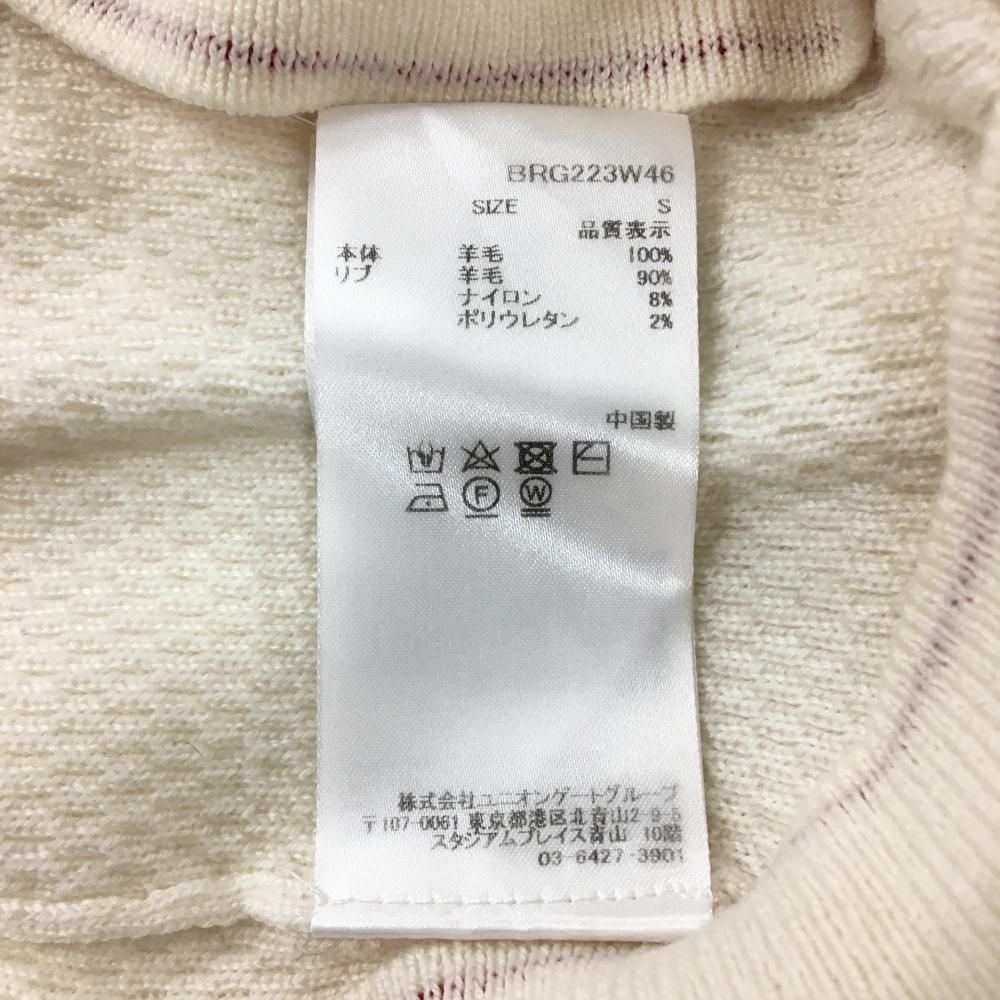 BRG223W46
SIZE S
品質表示
本体 羊毛 100%
リブ 羊毛 90%
ナイロン 8%
ポリウレタン 2%
中国製
F W
株式会社ユニオンゲートグループ
〒107-0061 東京都港区北青山2-9-5
スタジアムプレイス青山 10階
03-6427-3901